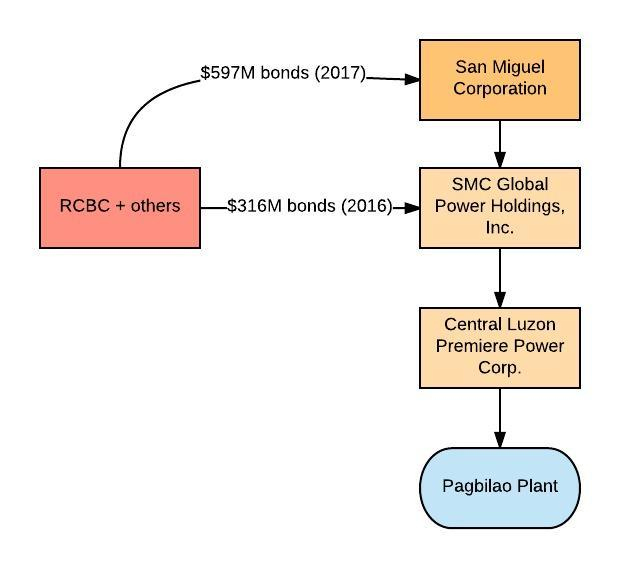 $597M bonds (2017)
San Miguel
Corporation
RCBC + others
$316M bonds (2016)
SMC Global
Power Holdings,
Inc.
Central Luzon
Premiere Power
Corp.
Pagbilao Plant